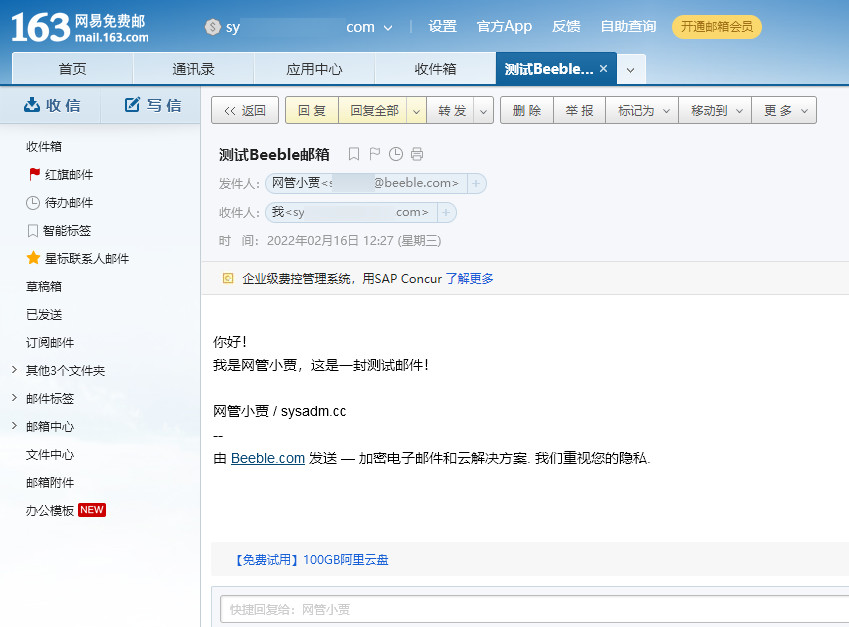 163 网易免费邮
mail.163.com
sy com
设置 官方App 反馈 自助查询 开通邮箱会员
首页 通讯录 应用中心 收件箱 测试Beeble... ×
收信 写信
<< 返回 回复 回复全部 转发 删除 举报 标记为 移动到 更多
收件箱
红旗邮件
待办邮件
智能标签
星标联系人邮件
草稿箱
已发送
订阅邮件
其他3个文件夹
邮件标签
邮箱中心
文件中心
邮箱附件
办公模板 NEW
测试Beeble邮箱
发件人: 网管小贾<s @beeble.com> +
收件人: 我<sy com> +
时 间: 2022年02月16日 12:27 (星期三)
企业级费控管理系统，用SAP Concur 了解更多
你好！
我是网管小贾，这是一封测试邮件！
网管小贾 / sysadm.cc
--
由 Beeble.com 发送 — 加密电子邮件和云解决方案. 我们重视您的隐私.
【免费试用】100GB阿里云盘
快捷回复给：网管小贾